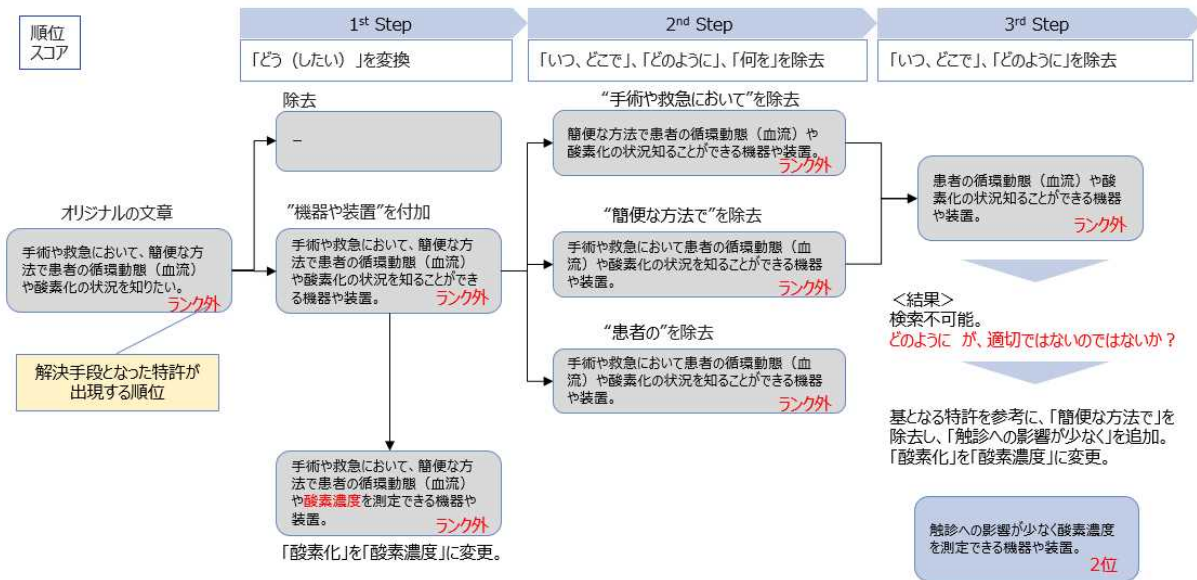 順位
スコア
1st Step
2nd Step
3rd Step
「どう（したい）」を変換
「いつ、どこで」、「どのように」、「何を」を除去
「いつ、どこで」、「どのように」を除去
除去
–
“手術や救急において”を除去
簡便な方法で患者の循環動態（血流）や
酸素化の状況知ることができる機器や装置。
ランク外
オリジナルの文章
手術や救急において、簡便な方
法で患者の循環動態（血流）
や酸素化の状況を知りたい。
ランク外
”機器や装置”を付加
手術や救急において、簡便な方
法で患者の循環動態（血流）
や酸素化の状況を知ることができ
る機器や装置。
ランク外
“簡便な方法で”を除去
手術や救急において患者の循環動態（血
流）や酸素化の状況を知ることができる機器
や装置。
ランク外
患者の循環動態（血流）や酸
素化の状況知ることができる機器
や装置。
ランク外
“患者の”を除去
手術や救急において患者の循環動態（血
流）や酸素化の状況を知ることができる機器
や装置。
ランク外
解決手段となった特許が
出現する順位
＜結果＞
検索不可能。
どのように　が、適切ではないのではないか？
手術や救急において、簡便な方
法で患者の循環動態（血流）
や酸素濃度を測定できる機器や
装置。
ランク外
「酸素化」を「酸素濃度」に変更。
基となる特許を参考に、「簡便な方法で」を
除去し、「触診への影響が少なく」を追加。
「酸素化」を「酸素濃度」に変更。
触診への影響が少なく酸素濃度
を測定できる機器や装置。
2位